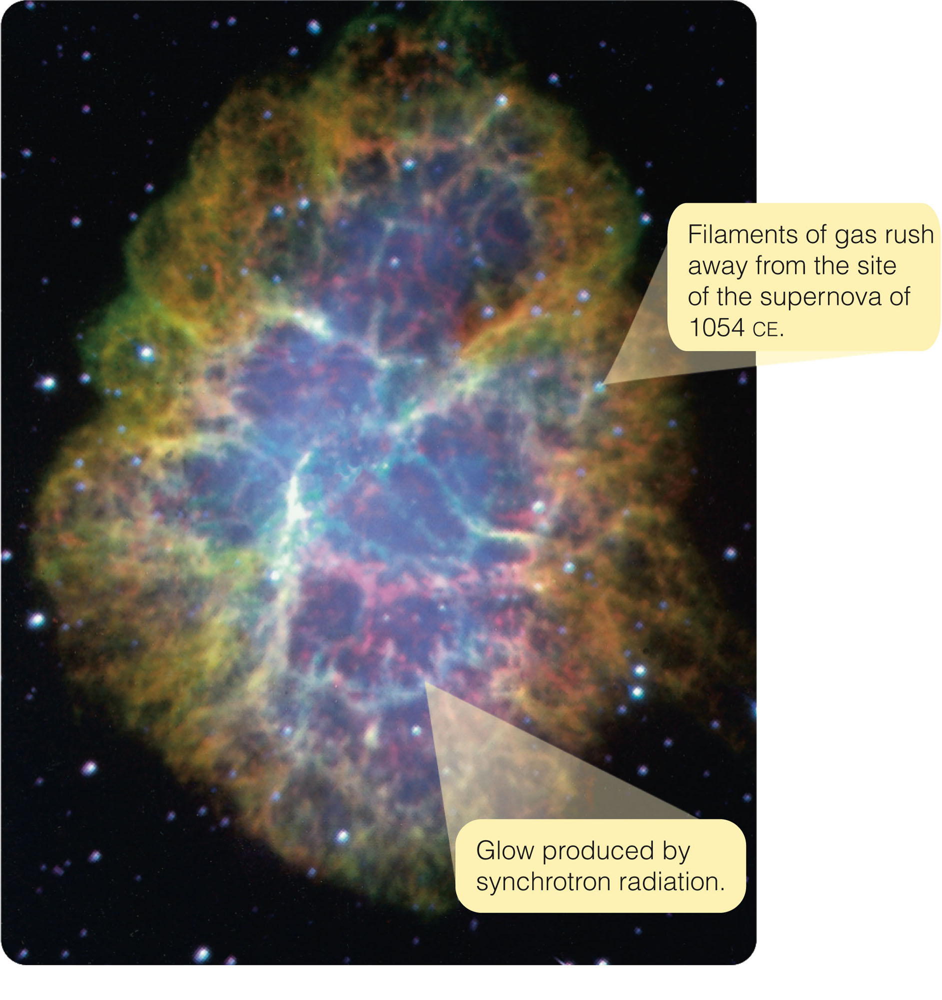 Filaments of gas rush
away from the site
of the supernova of
1054 CE.
Glow produced by
synchrotron radiation.